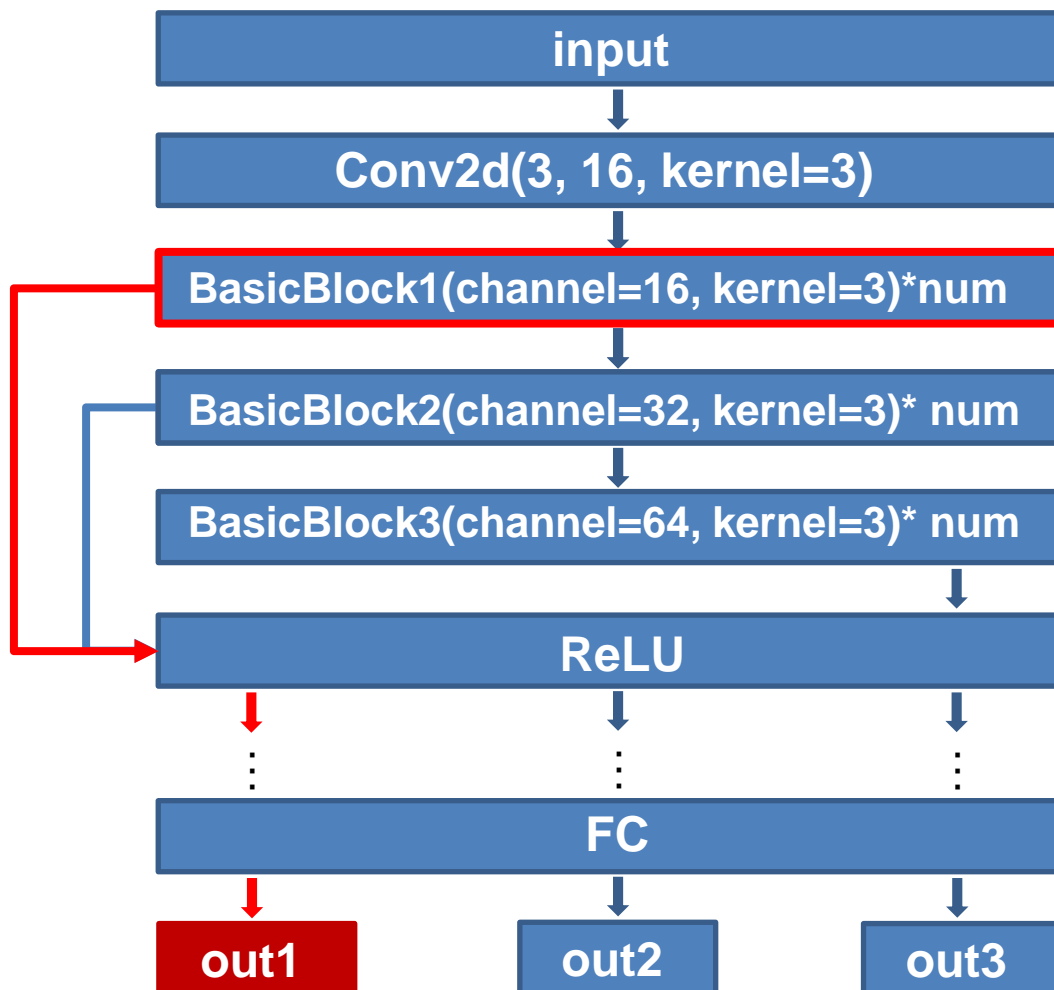 input
Conv2d(3, 16, kernel=3)
BasicBlock1(channel=16, kernel=3)*num
BasicBlock2(channel=32, kernel=3)* num
BasicBlock3(channel=64, kernel=3)* num
ReLU
⋮ ⋮ ⋮
FC
out1 out2 out3